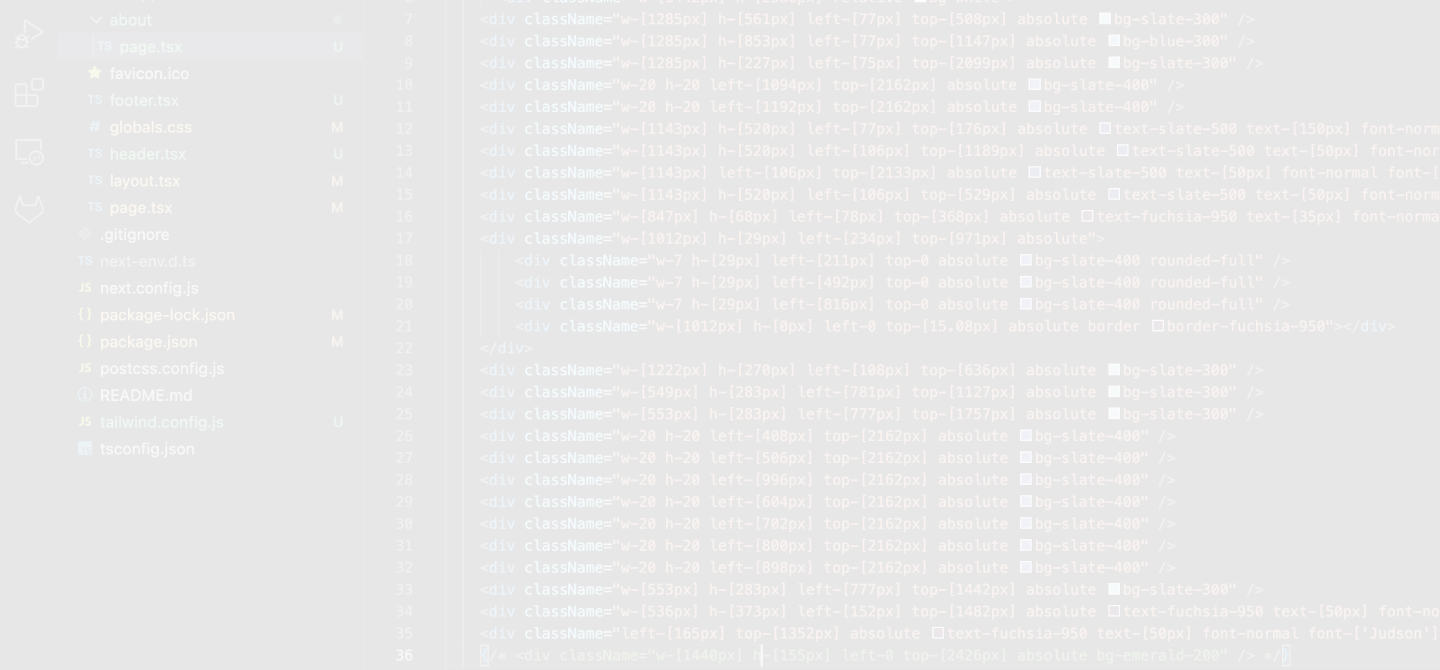 about
page.tsx U
favicon.ico
footer.tsx U
globals.css M
header.tsx U
layout.tsx M
page.tsx M
.gitignore
next-env.d.ts
next.config.js
package-lock.json M
package.json M
postcss.config.js
README.md
tailwind.config.js U
tsconfig.json
7 <div className="w-[1285px] h-[561px] left-[77px] top-[508px] absolute bg-slate-300" />
8 <div className="w-[1285px] h-[853px] left-[77px] top-[1147px] absolute bg-blue-300" />
9 <div className="w-[1285px] h-[227px] left-[75px] top-[2099px] absolute bg-slate-300" />
10 <div className="w-20 h-20 left-[1094px] top-[2162px] absolute bg-slate-400" />
11 <div className="w-20 h-20 left-[1192px] top-[2162px] absolute bg-slate-400" />
12 <div className="w-[1143px] h-[520px] left-[77px] top-[176px] absolute text-slate-500 text-[150px] font-norm
13 <div className="w-[1143px] h-[520px] left-[106px] top-[1189px] absolute text-slate-500 text-[50px] font-nor
14 <div className="w-[1143px] left-[106px] top-[2133px] absolute text-slate-500 text-[50px] font-normal font-[
15 <div className="w-[1143px] h-[520px] left-[106px] top-[529px] absolute text-slate-500 text-[50px] font-norm
16 <div className="w-[847px] h-[68px] left-[78px] top-[368px] absolute text-fuchsia-950 text-[35px] font-norma
17 <div className="w-[1012px] h-[29px] left-[234px] top-[971px] absolute">
18 <div className="w-7 h-[29px] left-[211px] top-0 absolute bg-slate-400 rounded-full" />
19 <div className="w-7 h-[29px] left-[492px] top-0 absolute bg-slate-400 rounded-full" />
20 <div className="w-7 h-[29px] left-[816px] top-0 absolute bg-slate-400 rounded-full" />
21 <div className="w-[1012px] h-[0px] left-0 top-[15.08px] absolute border border-fuchsia-950"></div>
22 </div>
23 <div className="w-[1222px] h-[270px] left-[108px] top-[636px] absolute bg-slate-300" />
24 <div className="w-[549px] h-[283px] left-[781px] top-[1127px] absolute bg-slate-300" />
25 <div className="w-[553px] h-[283px] left-[777px] top-[1757px] absolute bg-slate-300" />
26 <div className="w-20 h-20 left-[408px] top-[2162px] absolute bg-slate-400" />
27 <div className="w-20 h-20 left-[506px] top-[2162px] absolute bg-slate-400" />
28 <div className="w-20 h-20 left-[996px] top-[2162px] absolute bg-slate-400" />
29 <div className="w-20 h-20 left-[604px] top-[2162px] absolute bg-slate-400" />
30 <div className="w-20 h-20 left-[702px] top-[2162px] absolute bg-slate-400" />
31 <div className="w-20 h-20 left-[800px] top-[2162px] absolute bg-slate-400" />
32 <div className="w-20 h-20 left-[898px] top-[2162px] absolute bg-slate-400" />
33 <div className="w-[553px] h-[283px] left-[777px] top-[1442px] absolute bg-slate-300" />
34 <div className="w-[536px] h-[373px] left-[152px] top-[1482px] absolute text-fuchsia-950 text-[50px] font-no
35 <div className="left-[165px] top-[1352px] absolute text-fuchsia-950 text-[50px] font-normal font-['Judson']
36 {/* <div className="w-[1440px] h-[155px] left-0 top-[2426px] absolute bg-emerald-200" /> */}